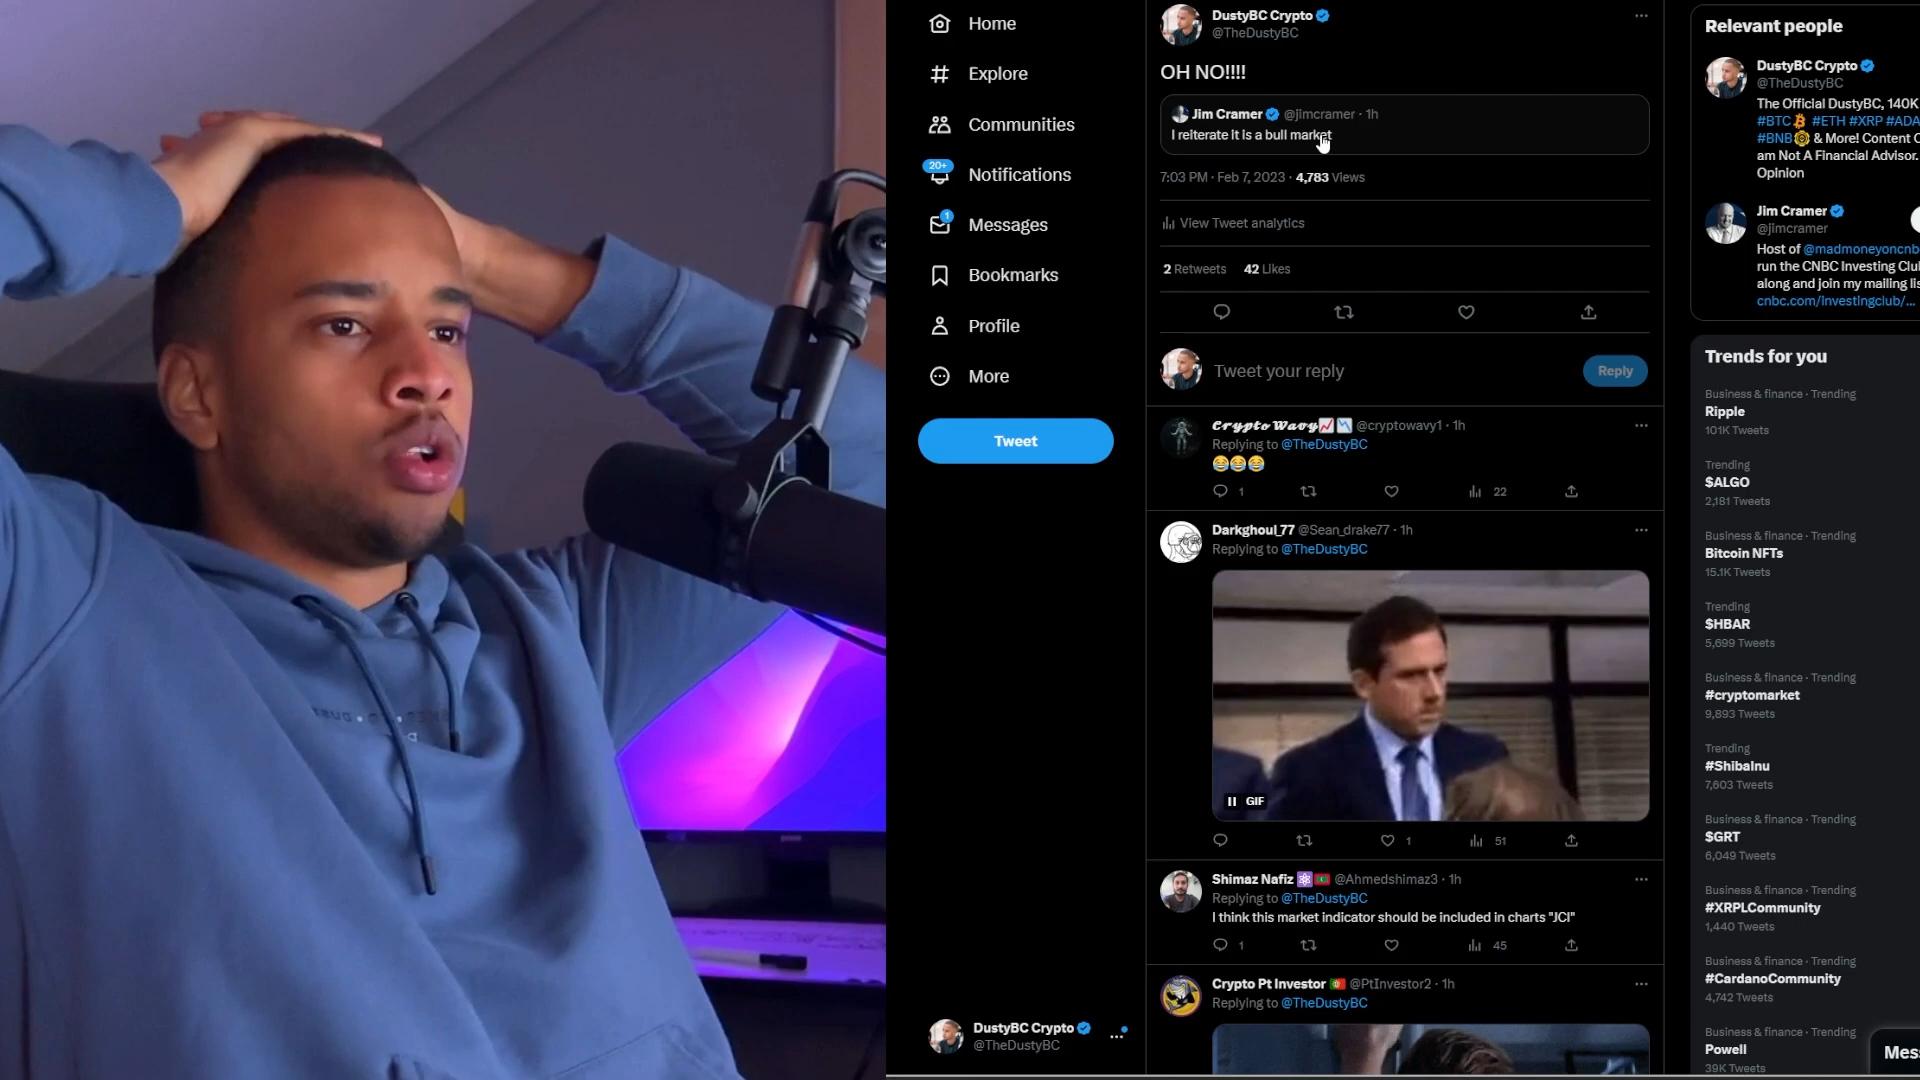 Home
Explore
Communities
20+
Notifications
1
Messages
Bookmarks
Profile
More
Tweet
DustyBC Crypto
@TheDustyBC
DustyBC Crypto
@TheDustyBC
OH NO!!!!
Jim Cramer @jimcramer · 1h
I reiterate it is a bull market
7:03 PM · Feb 7, 2023 · 4,783 Views
View Tweet analytics
2 Retweets 42 Likes
Tweet your reply
Reply
𝓒𝓻𝔂𝓹𝓽𝓸 𝓦𝓪𝓿𝔂📈📉 @cryptowavy1 · 1h
Replying to @TheDustyBC
😂😂😂
1 22
Darkghoul_77 @Sean_drake77 · 1h
Replying to @TheDustyBC
GIF
1 51
Shimaz Nafiz ⚛️🇲🇻 @Ahmedshimaz3 · 1h
Replying to @TheDustyBC
I think this market indicator should be included in charts "JCI"
1 45
Crypto Pt Investor 🇵🇹 @PtInvestor2 · 1h
Replying to @TheDustyBC
Relevant people
DustyBC Crypto
@TheDustyBC
The Official DustyBC, 140K
#BTC #ETH #XRP #ADA
#BNB & More! Content C
am Not A Financial Advisor.
Opinion
Jim Cramer
@jimcramer
Host of @madmoneyoncnb
run the CNBC Investing Clu
along and join my mailing lis
cnbc.com/investingclub/...
Trends for you
Business & finance · Trending
Ripple
101K Tweets
Trending
$ALGO
2,181 Tweets
Business & finance · Trending
Bitcoin NFTs
15.1K Tweets
Trending
$HBAR
5,699 Tweets
Business & finance · Trending
#cryptomarket
9,893 Tweets
Trending
#ShibaInu
7,603 Tweets
Business & finance · Trending
$GRT
6,049 Tweets
Business & finance · Trending
#XRPLCommunity
1,440 Tweets
Business & finance · Trending
#CardanoCommunity
4,742 Tweets
Business & finance · Trending
Powell
39K Tweets
Mess